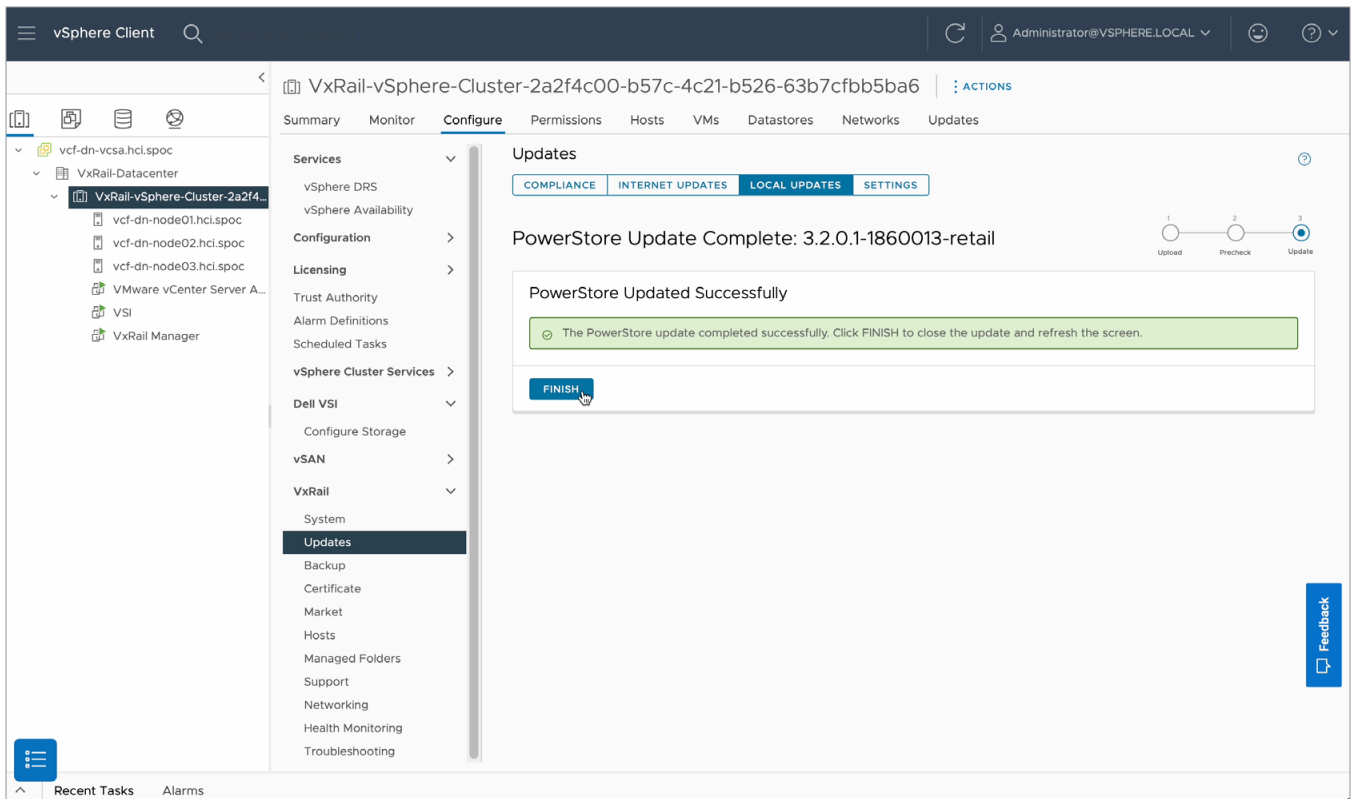 vSphere Client
Administrator@VSPHERE.LOCAL
VxRail-vSphere-Cluster-2a2f4c00-b57c-4c21-b526-63b7cfbb5ba6
ACTIONS
Summary Monitor Configure Permissions Hosts VMs Datastores Networks Updates
vcf-dn-vcsa.hci.spoc
VxRail-Datacenter
VxRail-vSphere-Cluster-2a2f4...
vcf-dn-node01.hci.spoc
vcf-dn-node02.hci.spoc
vcf-dn-node03.hci.spoc
VMware vCenter Server A...
VSI
VxRail Manager
Services
vSphere DRS
vSphere Availability
Configuration
Licensing
Trust Authority
Alarm Definitions
Scheduled Tasks
vSphere Cluster Services
Dell VSI
Configure Storage
vSAN
VxRail
System
Updates
Backup
Certificate
Market
Hosts
Managed Folders
Support
Networking
Health Monitoring
Troubleshooting
Updates
COMPLIANCE INTERNET UPDATES LOCAL UPDATES SETTINGS
PowerStore Update Complete: 3.2.0.1-1860013-retail
1 2 3
Upload Precheck Update
PowerStore Updated Successfully
The PowerStore update completed successfully. Click FINISH to close the update and refresh the screen.
FINISH
Feedback
Recent Tasks Alarms